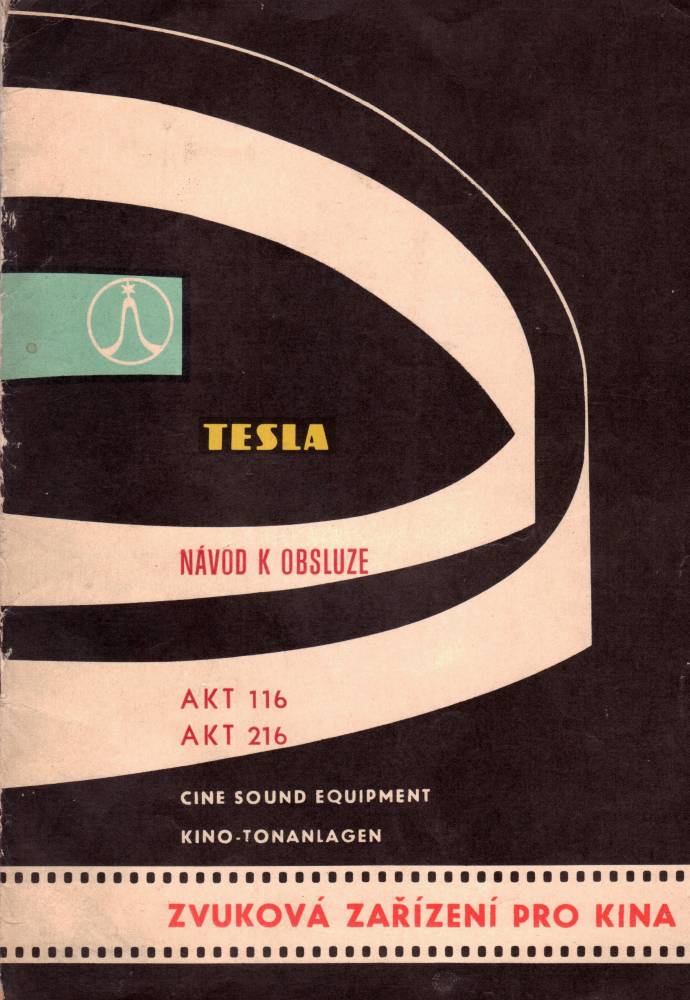 TESLA
NÁVOD K OBSLUZE
AKT 116
AKT 216
CINE SOUND EQUIPMENT
KINO-TONANLAGEN
ZVUKOVÁ ZAŘÍZENÍ PRO KINA